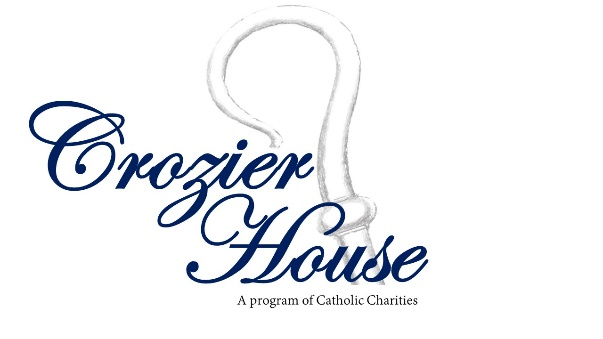 Crozier
House
A program of Catholic Charities